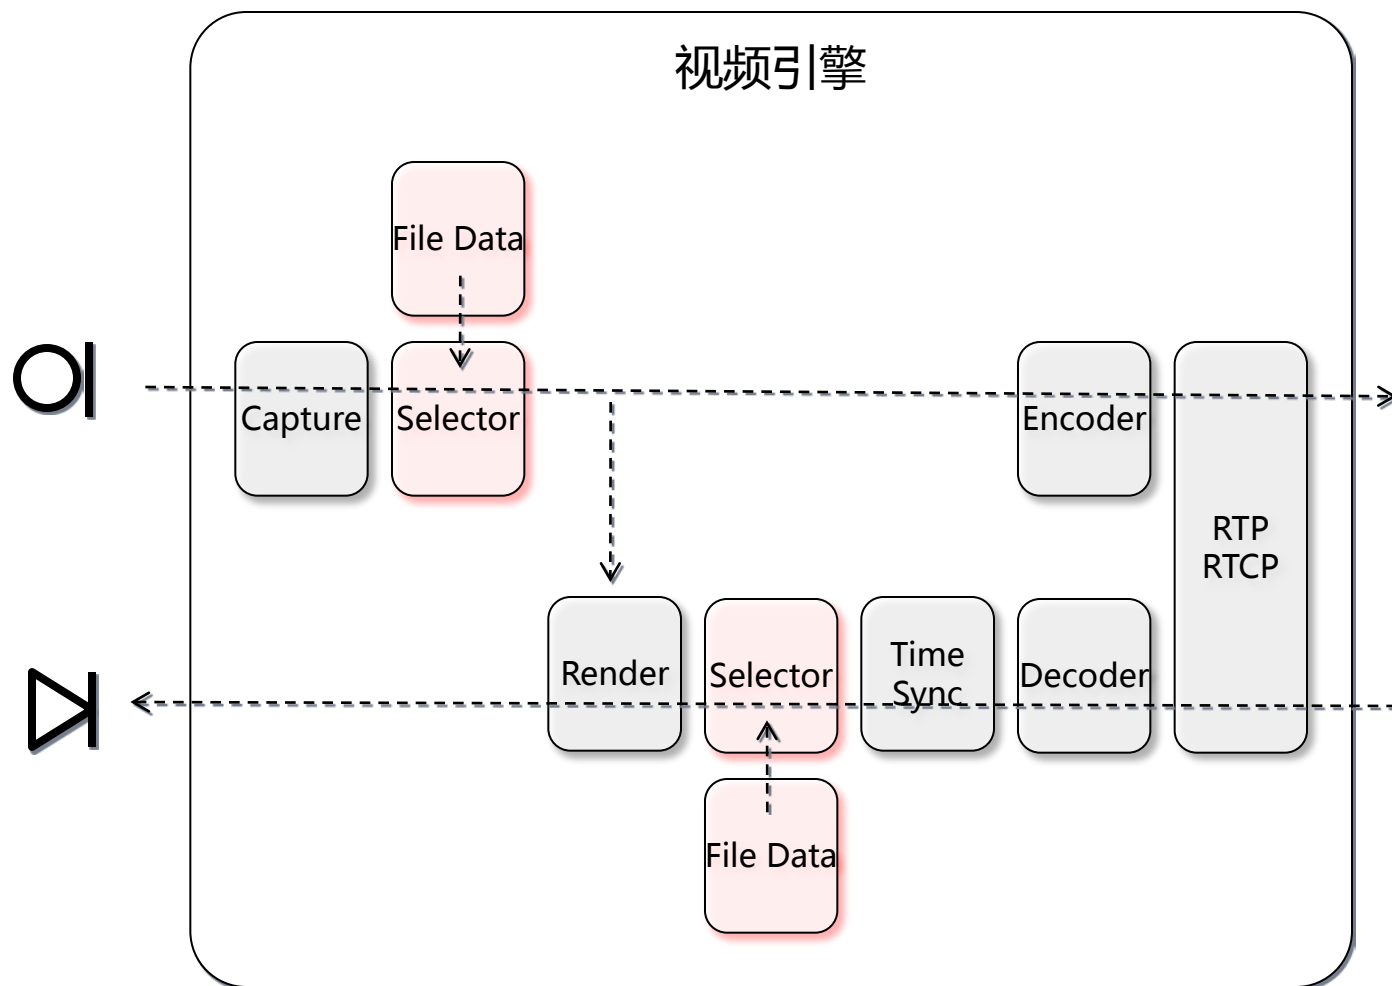 视频引擎
File Data
Capture
Selector
Encoder
RTP
RTCP
Render
Selector
Time
Sync
Decoder
File Data